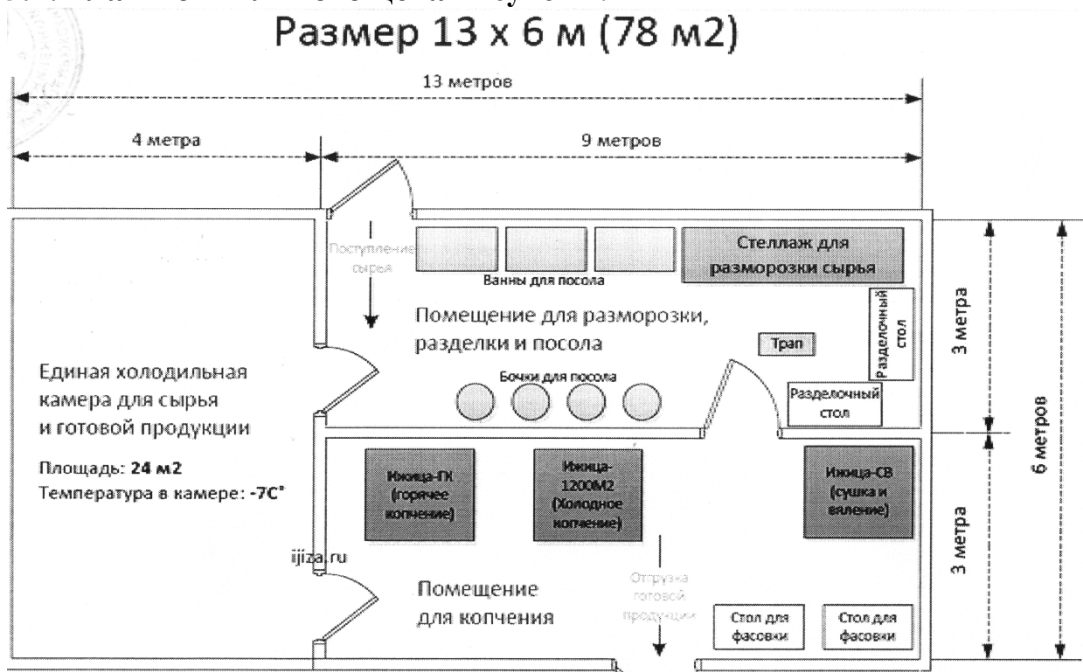 Размер 13 x 6 м (78 м2)
13 метров
4 метра
9 метров
Поступление
сырья
Ванны для посола
Стеллаж для
разморозки сырья
Помещение для разморозки,
разделки и посола
Трап
Разделочный
стол
3 метра
Бочки для посола
Разделочный
стол
Единая холодильная
камера для сырья
и готовой продукции
Площадь: 24 м2
Температура в камере: -7С°
6 метров
Ижица-ГК
(горячее
копчение)
Ижица-
1200М2
(Холодное
копчение)
Ижица-СВ
(сушка и
вяление)
3 метра
ijiza.ru
Помещение
для копчения
Отгрузка
готовой
продукции
Стол для
фасовки
Стол для
фасовки